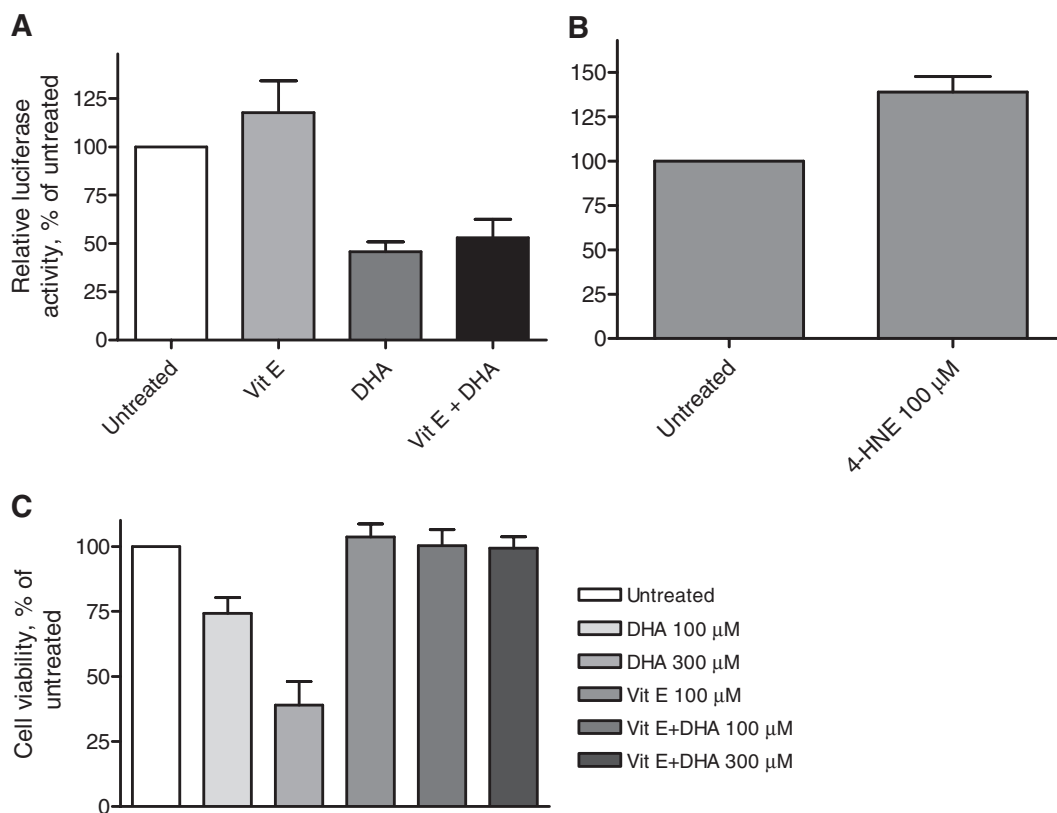 A
Relative luciferase
activity, % of untreated
125
100
75
50
25
0
Untreated
Vit E
DHA
Vit E + DHA
B
150
125
100
75
50
25
0
Untreated
4-HNE 100 µM
C
Cell viability, % of
untreated
100
75
50
25
0
Untreated
DHA 100 µM
DHA 300 µM
Vit E 100 µM
Vit E+DHA 100 µM
Vit E+DHA 300 µM